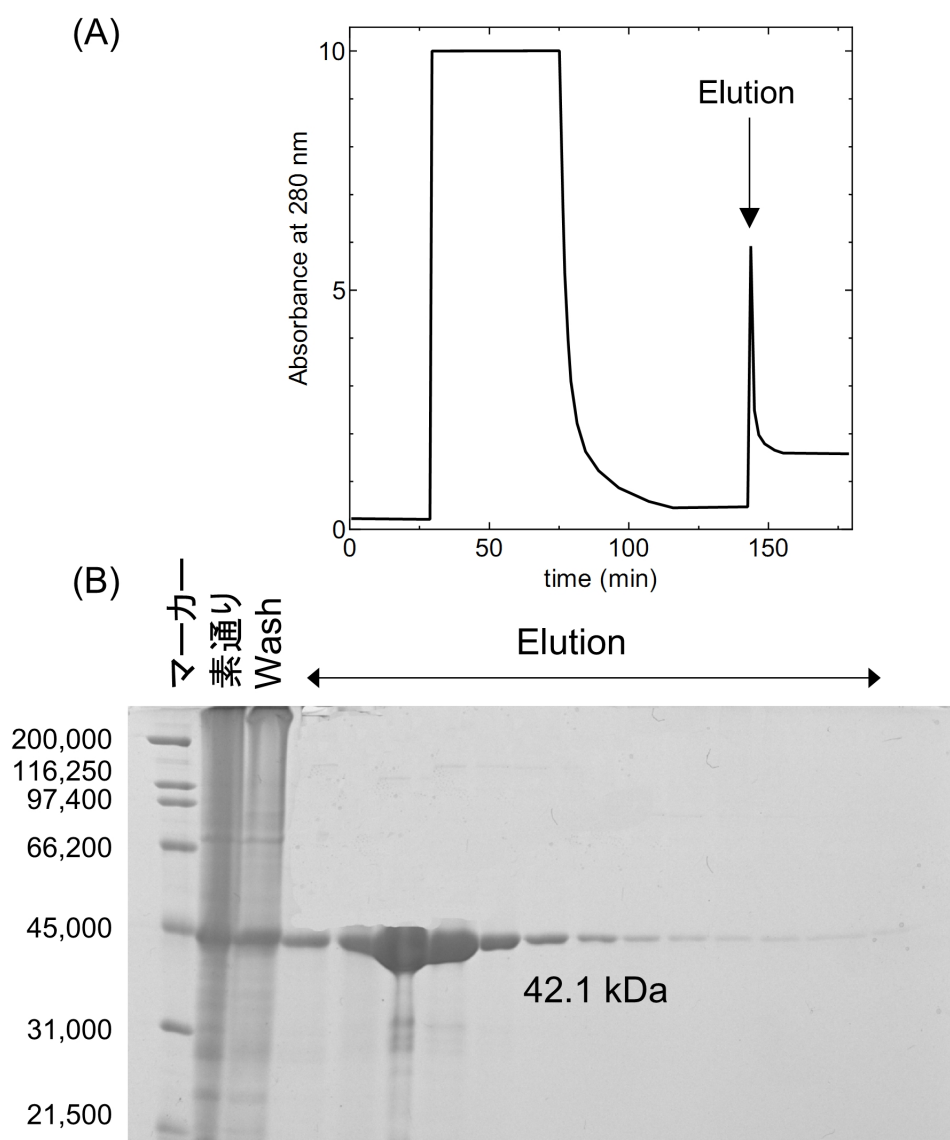 (A)
10
5
0
Absorbance at 280 nm
Elution
0 50 100 150
time (min)
(B)
マーカー
素通り
Wash
Elution
200,000
116,250
97,400
66,200
45,000
42.1 kDa
31,000
21,500